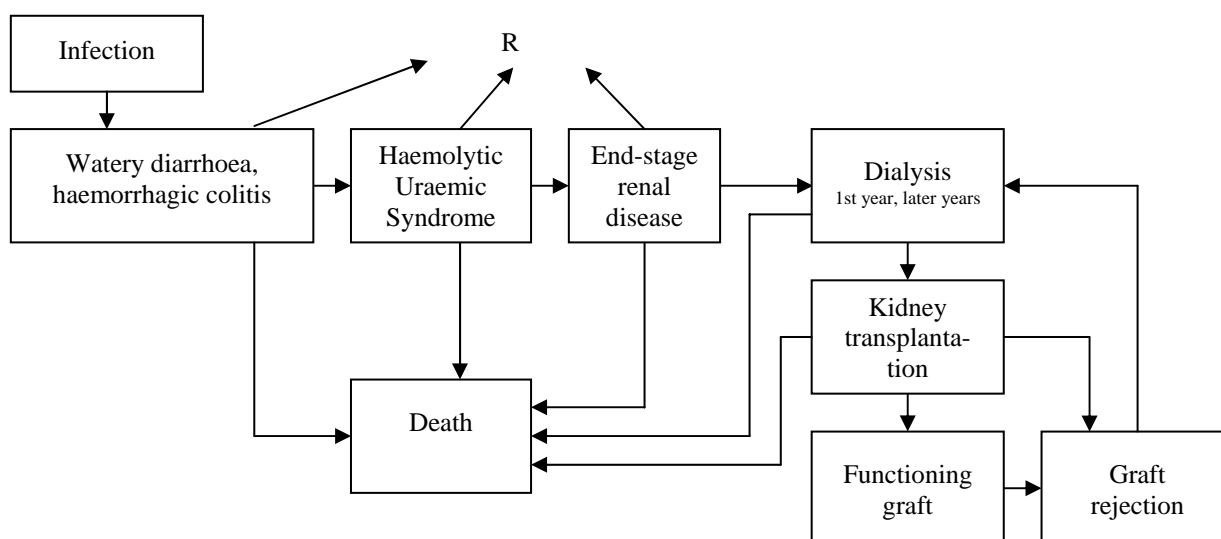 Infection
R
Watery diarrhoea,
haemorrhagic colitis
Haemolytic
Uraemic
Syndrome
End-stage
renal
disease
Dialysis
1st year, later years
Kidney
transplanta-
tion
Death
Functioning
graft
Graft
rejection